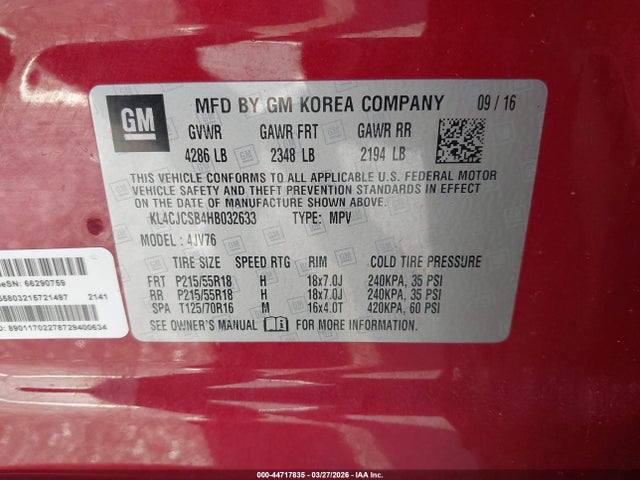 GM
MFD BY GM KOREA COMPANY 09 / 16
GVWR GAWR FRT GAWR RR
4286 LB 2348 LB 2194 LB
THIS VEHICLE CONFORMS TO ALL APPLICABLE U.S. FEDERAL MOTOR
VEHICLE SAFETY AND THEFT PREVENTION STANDARDS IN EFFECT
ON THE DATE OF MANUFACTURE SHOWN ABOVE.
KL4CJCSB4HB032633 TYPE: MPV
MODEL : 4JV76
TIRE SIZE SPEED RTG RIM COLD TIRE PRESSURE
FRT P215/55R18 H 18x7.0J 240KPA, 35 PSI
RR P215/55R18 H 18x7.0J 240KPA, 35 PSI
SPA T125/70R16 M 16x4.0T 420KPA, 60 PSI
SEE OWNER'S MANUAL FOR MORE INFORMATION.
eSN: 66290759
65803215721497 2141
: 89011702278729400634
000-44717835 | 03/27/2026 | IAA Inc.